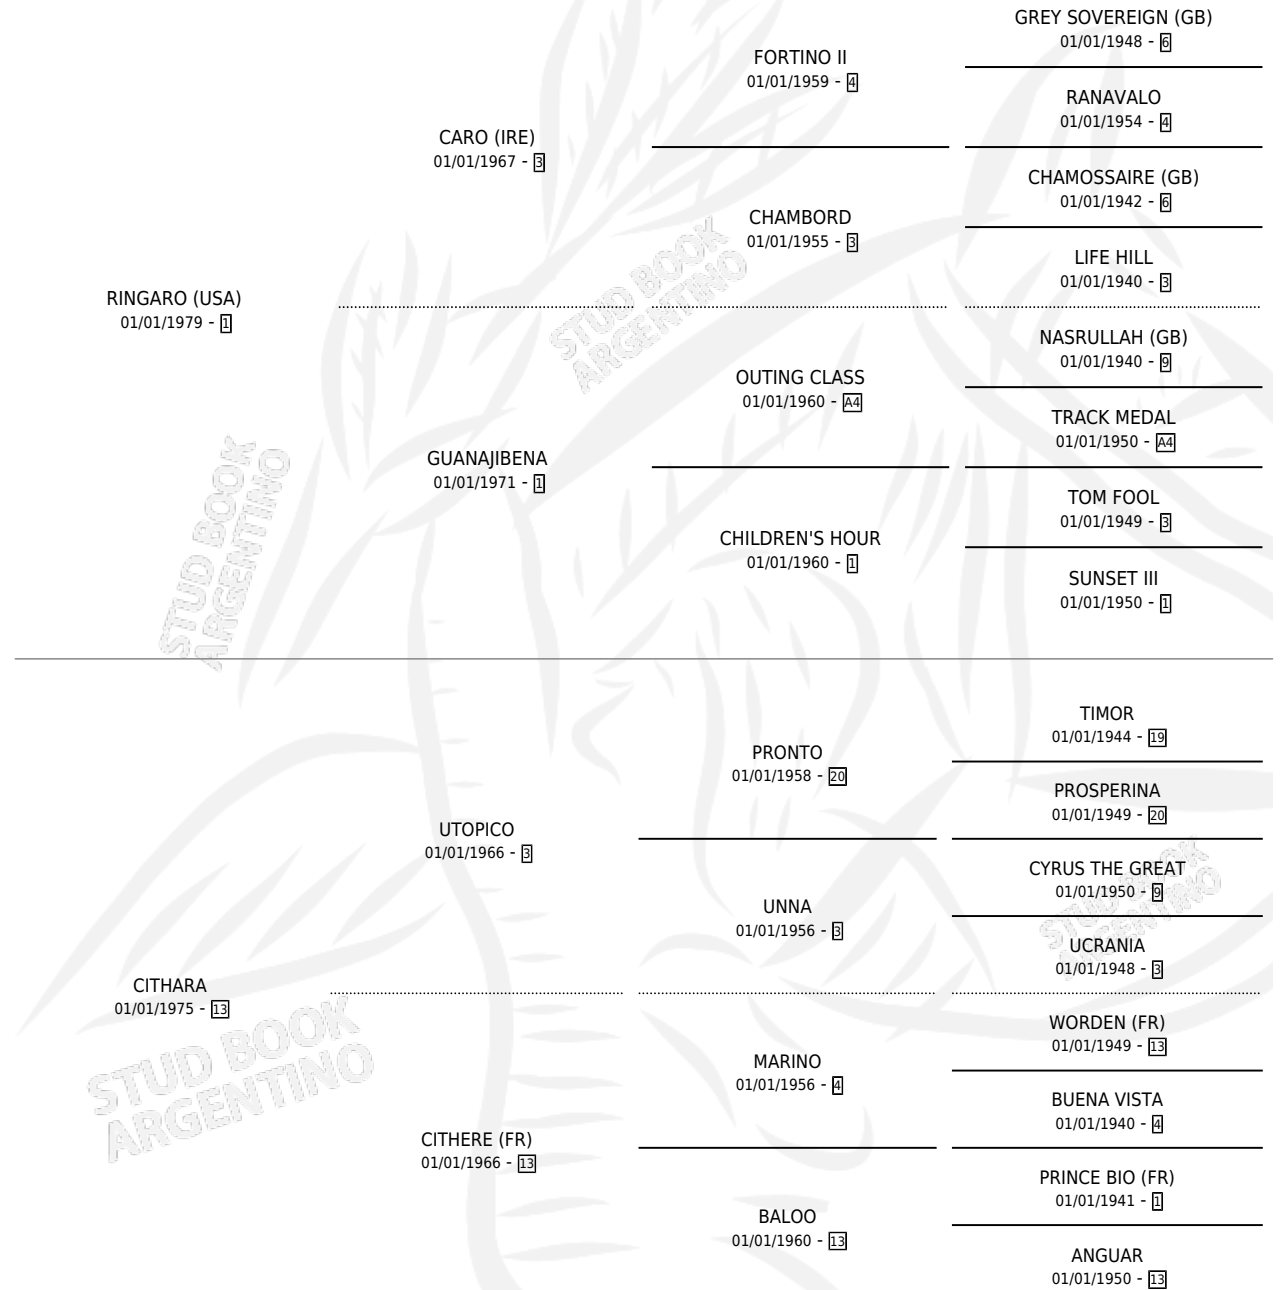 GREY SOVEREIGN (GB)
01/01/1948 - 6
FORTINO II
01/01/1959 - 4
RANAVALO
01/01/1954 - 4
CARO (IRE)
01/01/1967 - 3
CHAMOSSAIRE (GB)
01/01/1942 - 6
CHAMBORD
01/01/1955 - 3
LIFE HILL
01/01/1940 - 3
RINGARO (USA)
01/01/1979 - 1
NASRULLAH (GB)
01/01/1940 - 9
OUTING CLASS
01/01/1960 - A4
TRACK MEDAL
01/01/1950 - A4
GUANAJIBENA
01/01/1971 - 1
TOM FOOL
01/01/1949 - 3
CHILDREN'S HOUR
01/01/1960 - 1
SUNSET III
01/01/1950 - 1
TIMOR
01/01/1944 - 19
PRONTO
01/01/1958 - 20
PROSPERINA
01/01/1949 - 20
UTOPICO
01/01/1966 - 3
CYRUS THE GREAT
01/01/1950 - 9
UNNA
01/01/1956 - 3
UCRANIA
01/01/1948 - 3
CITHARA
01/01/1975 - 13
WORDEN (FR)
01/01/1949 - 13
MARINO
01/01/1956 - 4
BUENA VISTA
01/01/1940 - 4
CITHERE (FR)
01/01/1966 - 13
PRINCE BIO (FR)
01/01/1941 - 1
BALOO
01/01/1960 - 13
ANGUAR
01/01/1950 - 13
STUD BOOK
ARGENTINO
STUD BOOK
ARGENTINO
STUD BOOK
ARGENTINO
STUD BOOK
ARGENTINO